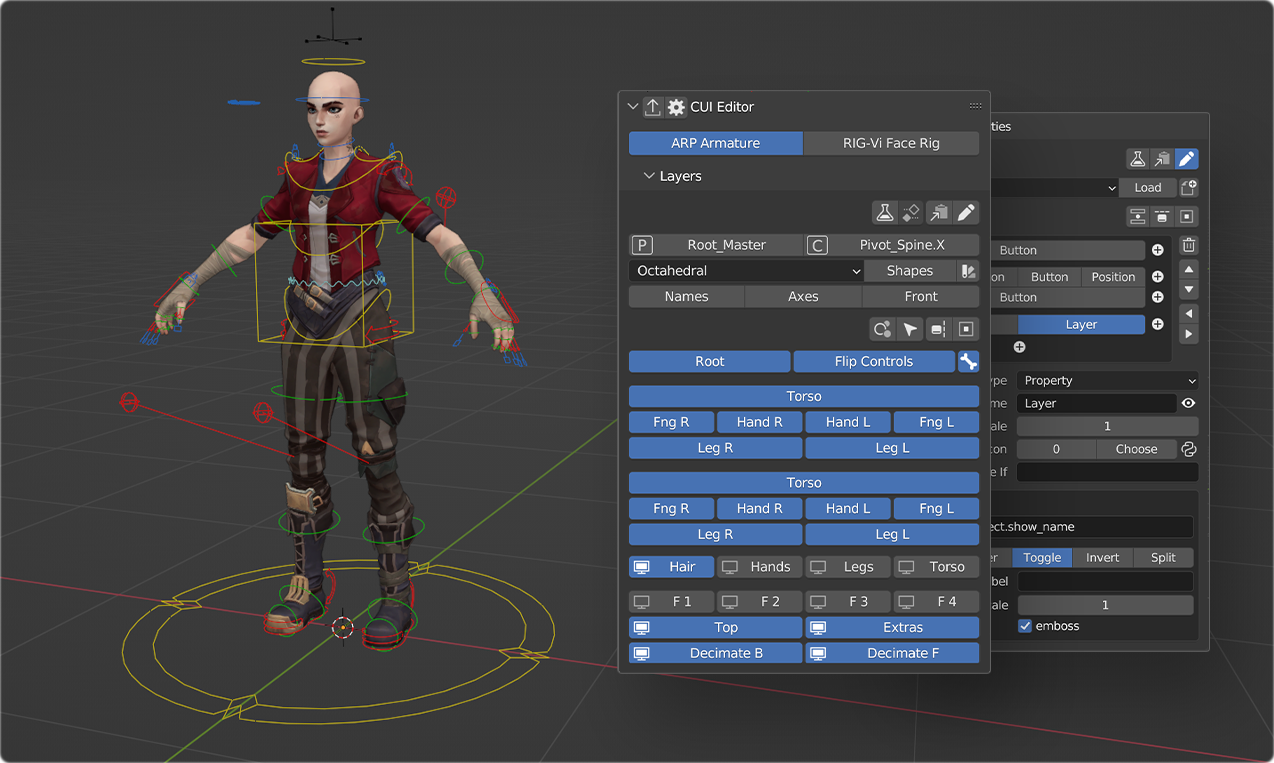 CUI Editor
ARP Armature RIG-Vi Face Rig
Layers
P Root_Master C Pivot_Spine.X
Octahedral Shapes
Names Axes Front
Root Flip Controls
Torso
Fng R Hand R Hand L Fng L
Leg R Leg L
Torso
Fng R Hand R Hand L Fng L
Leg R Leg L
Hair Hands Legs Torso
F 1 F 2 F 3 F 4
Top Extras
Decimate B Decimate F
ties
Load
Button
on Button Position
Button
Layer
ype Property
me Layer
ale 1
con 0 Choose
e If
ect.show_name
er Toggle Invert Split
bel
ale 1
emboss